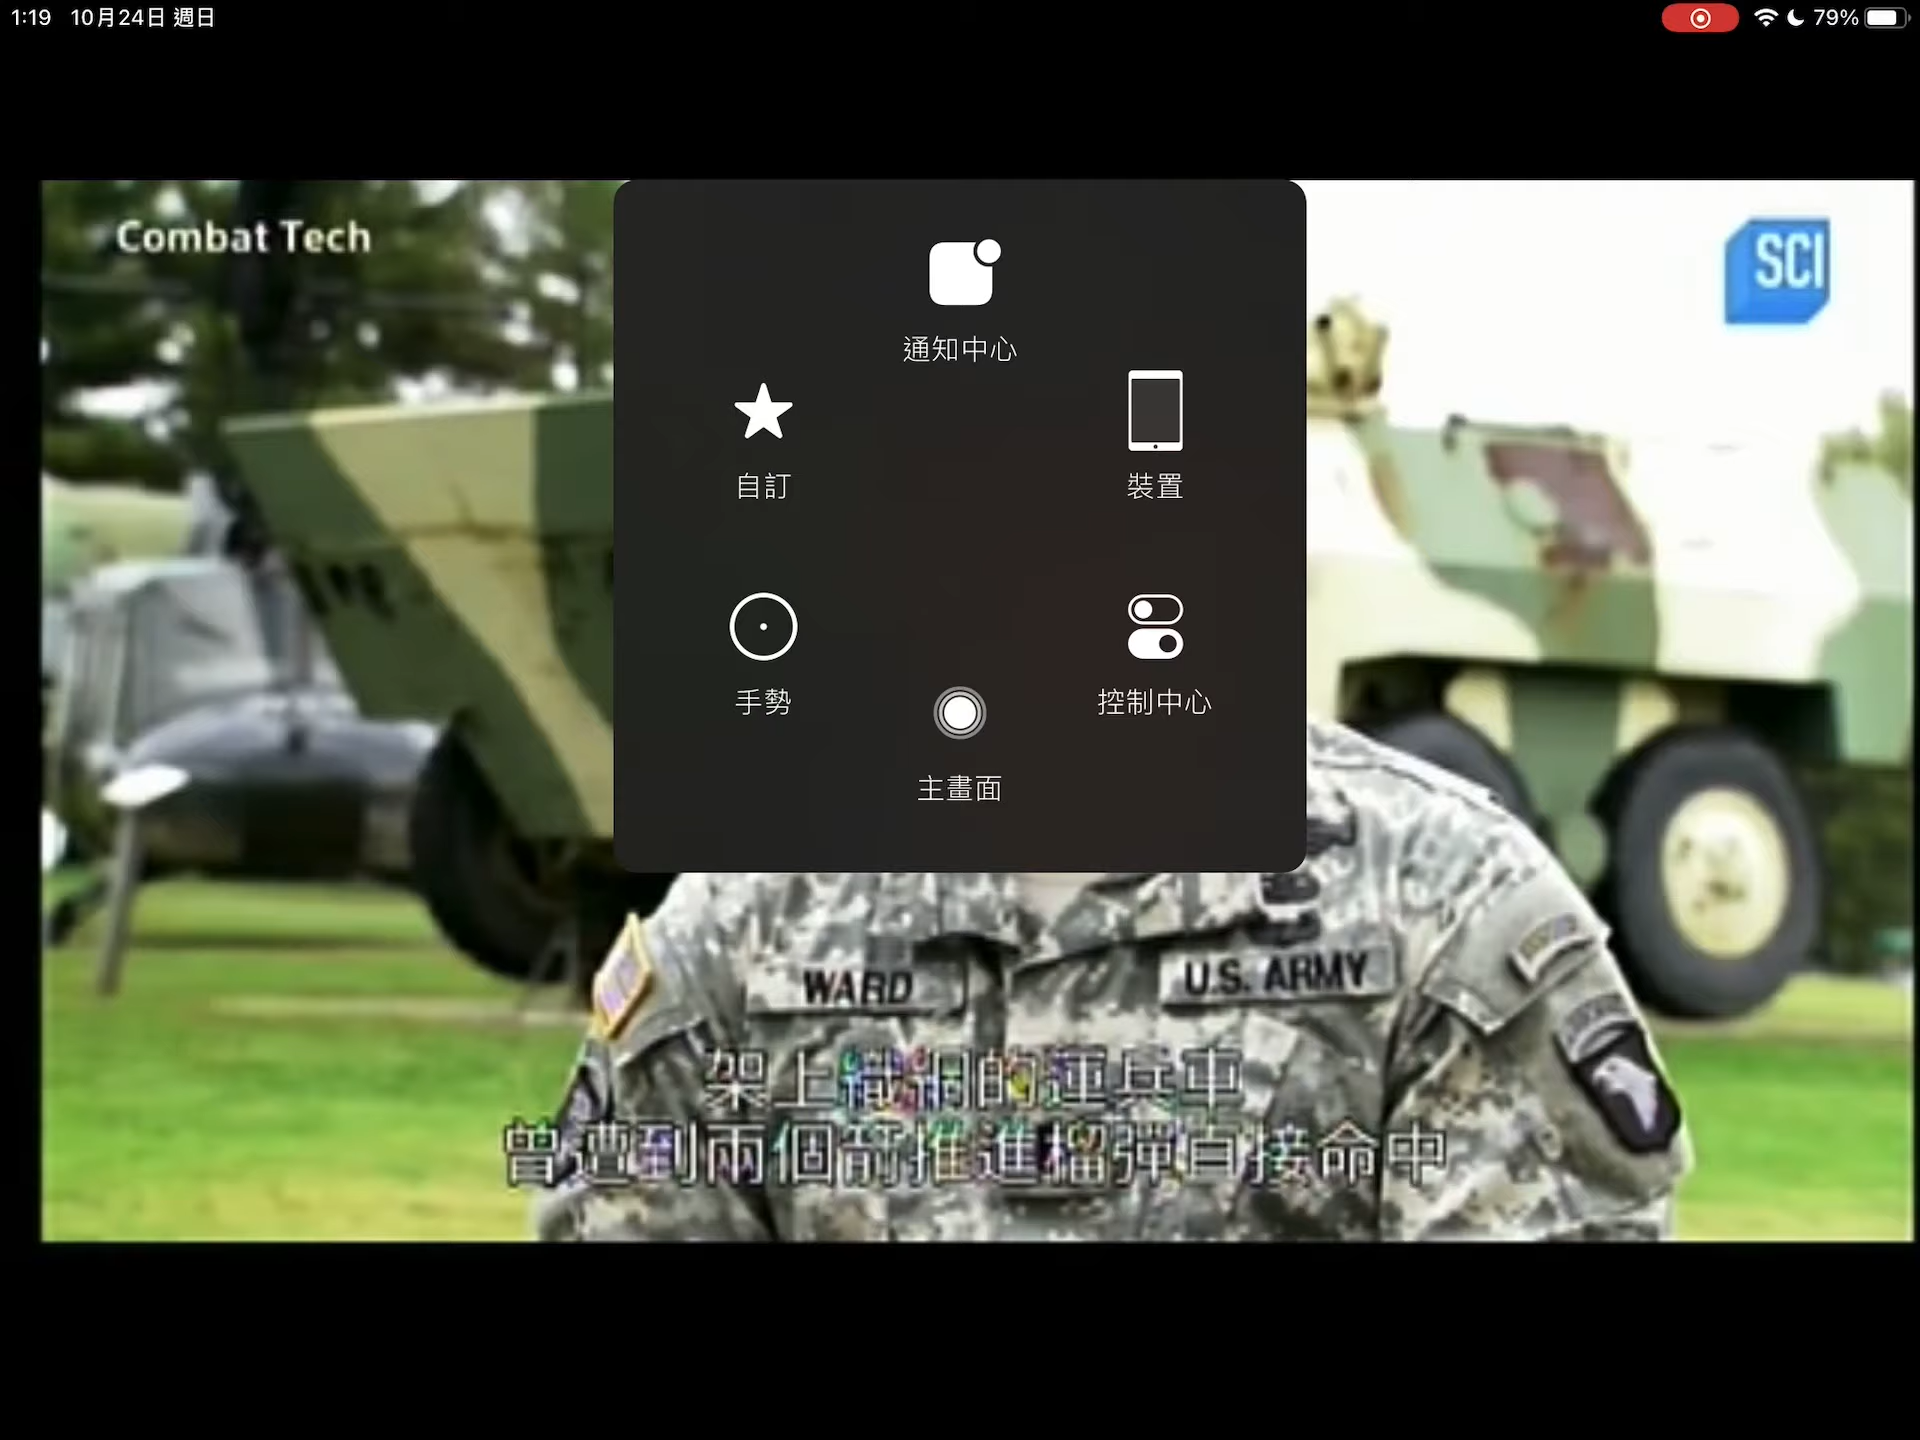 1:19 10月24日 週日
79%
Combat Tech
SCI
通知中心
自訂
裝置
手勢
控制中心
主畫面
WARD
U.S. ARMY
架上織網的運兵車
曾遭到兩個箭推進榴彈直接命中